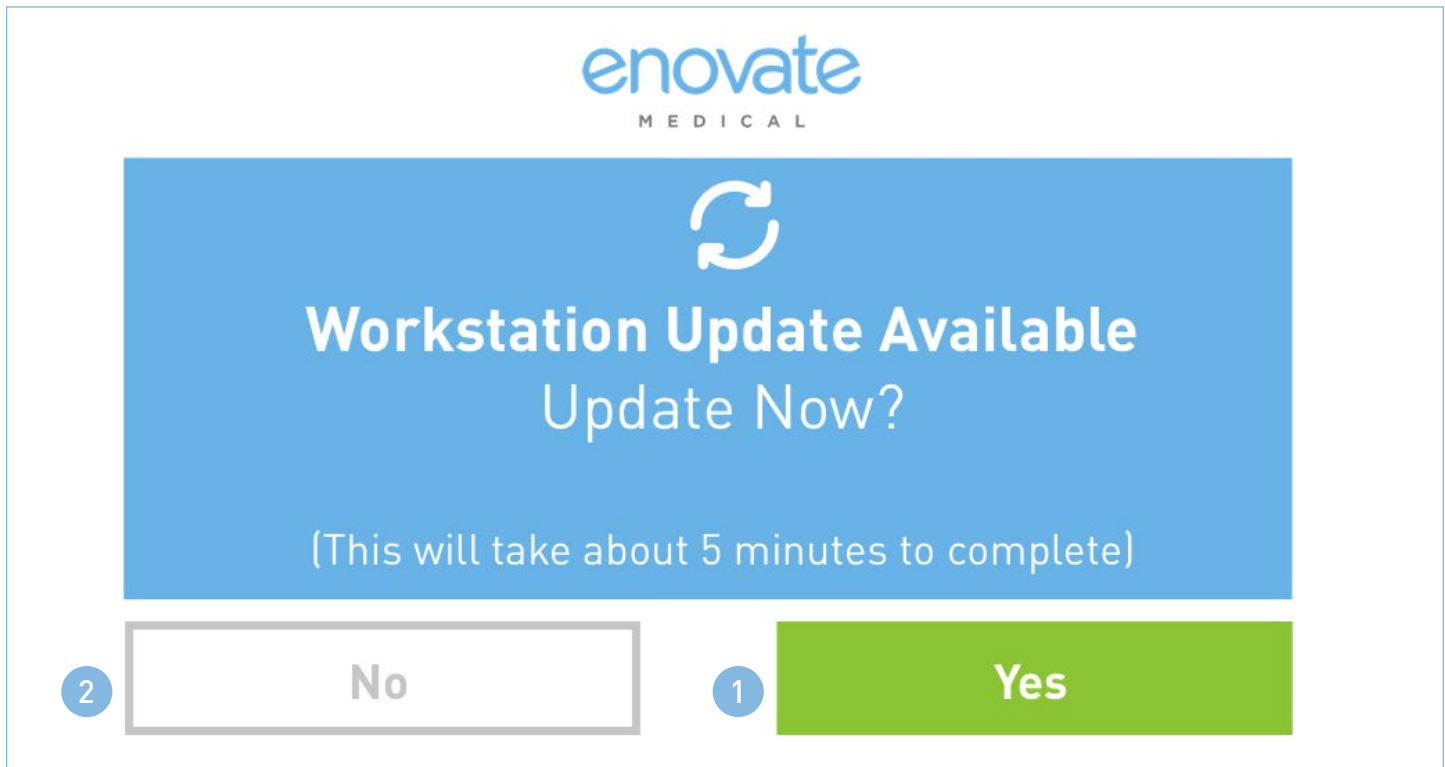 enovate
MEDICAL
Workstation Update Available
Update Now?
(This will take about 5 minutes to complete)
2 No 1 Yes